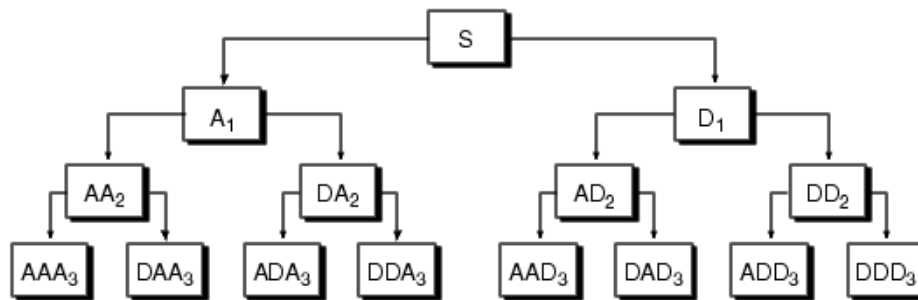 S
A₁ D₁
AA₂ DA₂ AD₂ DD₂
AAA₃ DAA₃ ADA₃ DDA₃ AAD₃ DAD₃ ADD₃ DDD₃